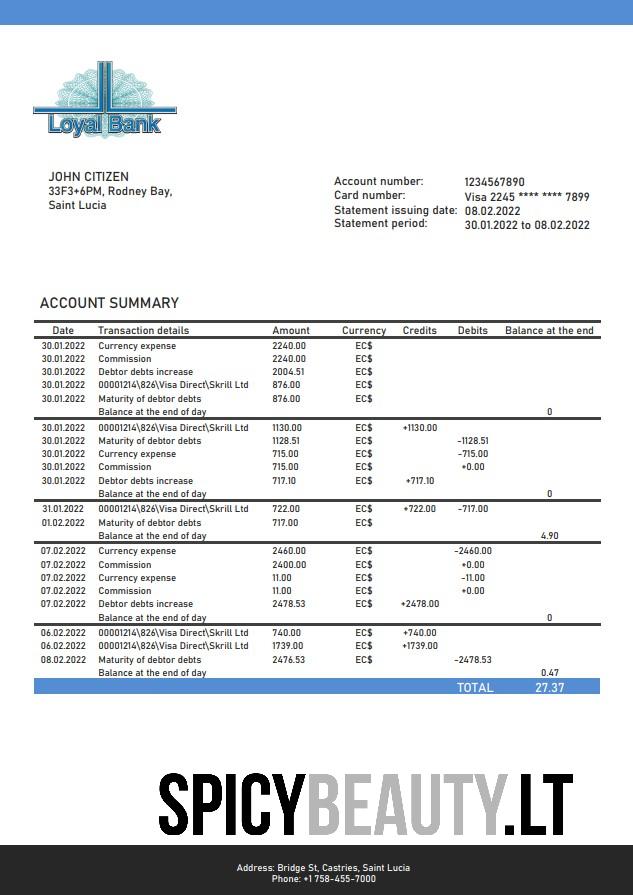 Loyal Bank
JOHN CITIZEN
33F3+6PM, Rodney Bay,
Saint Lucia
Account number: 1234567890
Card number: Visa 2245 **** **** 7899
Statement issuing date: 08.02.2022
Statement period: 30.01.2022 to 08.02.2022
ACCOUNT SUMMARY
Date Transaction details Amount Currency Credits Debits Balance at the end
30.01.2022 Currency expense 2240.00 EC$
30.01.2022 Commission 2240.00 EC$
30.01.2022 Debtor debts increase 2004.51 EC$
30.01.2022 00001214\826\Visa Direct\Skrill Ltd 876.00 EC$
30.01.2022 Maturity of debtor debts 876.00 EC$
Balance at the end of day 0
30.01.2022 00001214\826\Visa Direct\Skrill Ltd 1130.00 EC$ +1130.00
30.01.2022 Maturity of debtor debts 1128.51 EC$ -1128.51
30.01.2022 Currency expense 715.00 EC$ -715.00
30.01.2022 Commission 715.00 EC$ +0.00
30.01.2022 Debtor debts increase 717.10 EC$ +717.10
Balance at the end of day 0
31.01.2022 00001214\826\Visa Direct\Skrill Ltd 722.00 EC$ +722.00 -717.00
01.02.2022 Maturity of debtor debts 717.00 EC$
Balance at the end of day 4.90
07.02.2022 Currency expense 2460.00 EC$ -2460.00
07.02.2022 Commission 2400.00 EC$ +0.00
07.02.2022 Currency expense 11.00 EC$ -11.00
07.02.2022 Commission 11.00 EC$ +0.00
07.02.2022 Debtor debts increase 2478.53 EC$ +2478.00
Balance at the end of day 0
06.02.2022 00001214\826\Visa Direct\Skrill Ltd 740.00 EC$ +740.00
06.02.2022 00001214\826\Visa Direct\Skrill Ltd 1739.00 EC$ +1739.00
08.02.2022 Maturity of debtor debts 2476.53 EC$ -2478.53
Balance at the end of day 0.47
TOTAL 27.37
SPICYBEAUTY.LT
Address: Bridge St, Castries, Saint Lucia
Phone: +1 758-455-7000